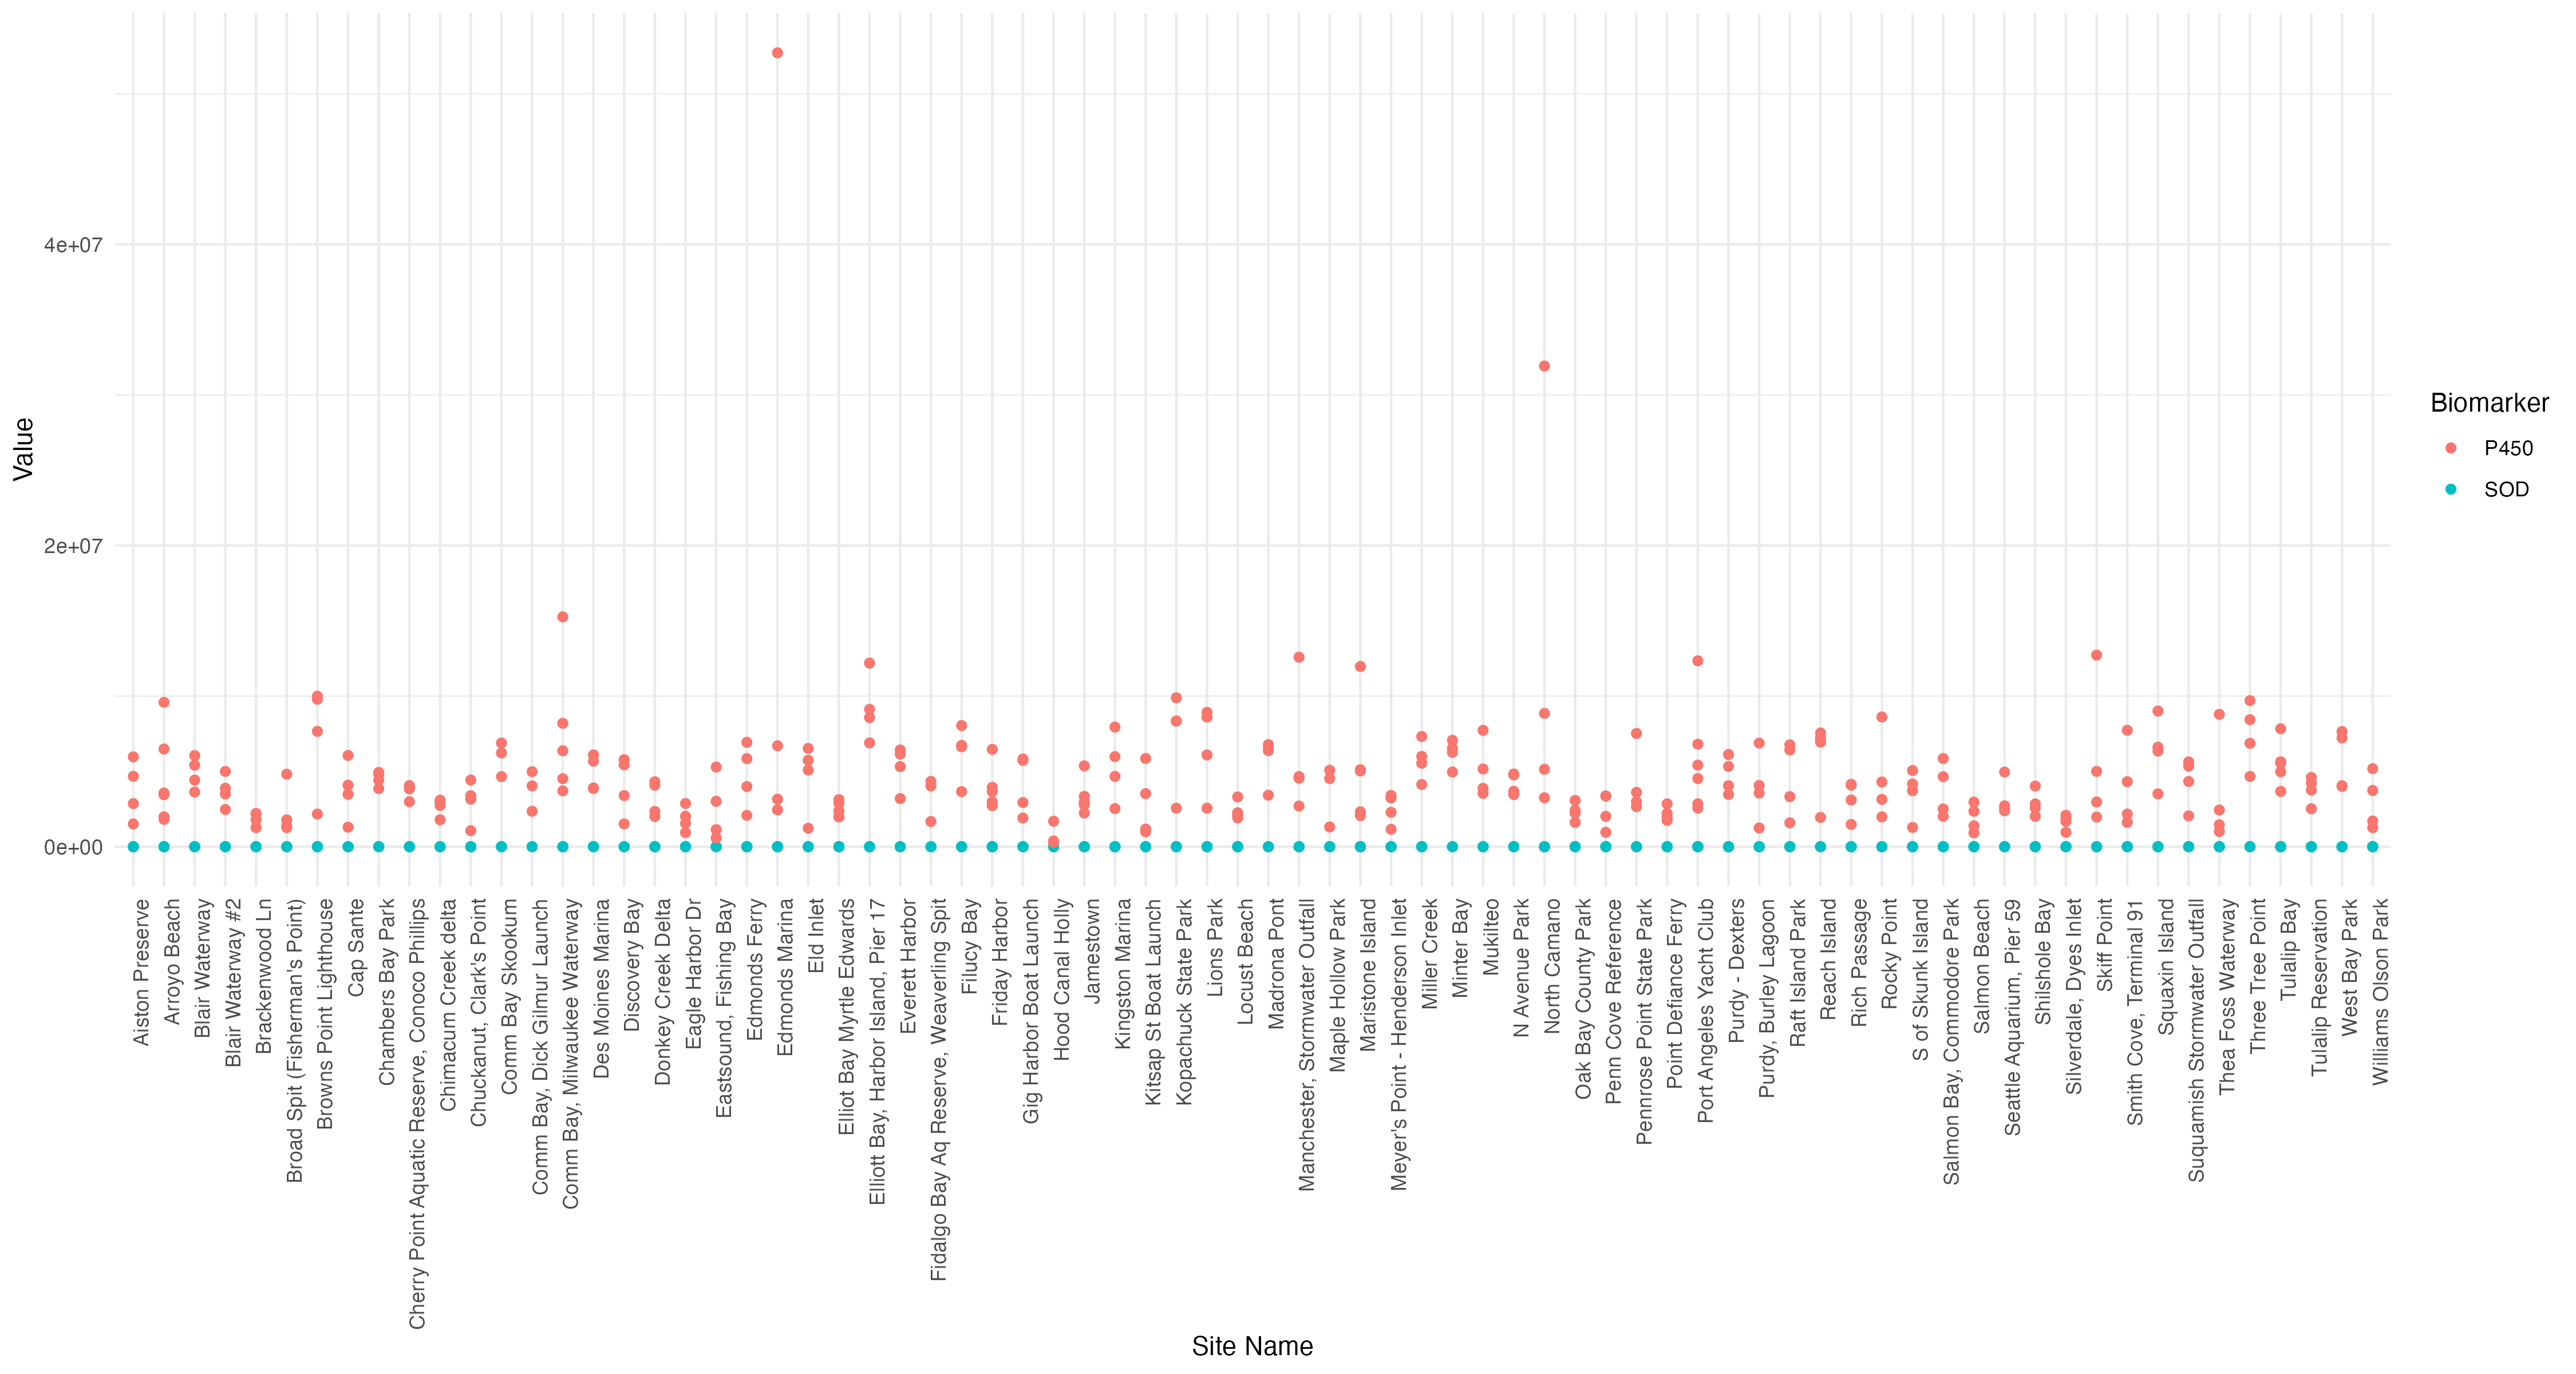 4e+07
2e+07
0e+00
Value
Biomarker
P450
SOD
Aiston Preserve
Arroyo Beach
Blair Waterway
Blair Waterway #2
Brackenwood Ln
Broad Spit (Fisherman's Point)
Browns Point Lighthouse
Cap Sante
Chambers Bay Park
Cherry Point Aquatic Reserve, Conoco Phillips
Chimacum Creek delta
Chuckanut, Clark's Point
Comm Bay Skookum
Comm Bay, Dick Gilmur Launch
Comm Bay, Milwaukee Waterway
Des Moines Marina
Discovery Bay
Donkey Creek Delta
Eagle Harbor Dr
Eastsound, Fishing Bay
Edmonds Ferry
Edmonds Marina
Eld Inlet
Elliot Bay Myrtle Edwards
Elliott Bay, Harbor Island, Pier 17
Everett Harbor
Fidalgo Bay Aq Reserve, Weaverling Spit
Filucy Bay
Friday Harbor
Gig Harbor Boat Launch
Hood Canal Holly
Jamestown
Kingston Marina
Kitsap St Boat Launch
Kopachuck State Park
Lions Park
Locust Beach
Madrona Pont
Manchester, Stormwater Outfall
Maple Hollow Park
Maristone Island
Meyer's Point - Henderson Inlet
Miller Creek
Minter Bay
Mukilteo
N Avenue Park
North Camano
Oak Bay County Park
Penn Cove Reference
Pennrose Point State Park
Point Defiance Ferry
Port Angeles Yacht Club
Purdy - Dexters
Purdy, Burley Lagoon
Raft Island Park
Reach Island
Rich Passage
Rocky Point
S of Skunk Island
Salmon Bay, Commodore Park
Salmon Beach
Seattle Aquarium, Pier 59
Shilshole Bay
Silverdale, Dyes Inlet
Skiff Point
Smith Cove, Terminal 91
Squaxin Island
Suquamish Stormwater Outfall
Thea Foss Waterway
Three Tree Point
Tulalip Bay
Tulalip Reservation
West Bay Park
Williams Olson Park
Site Name